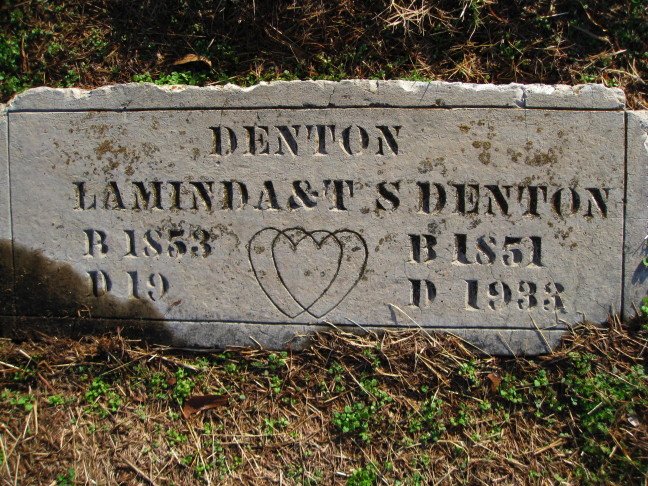 DENTON
LAMINDA&T S DENTON
B 1853 B 1851
D 19 D 1933